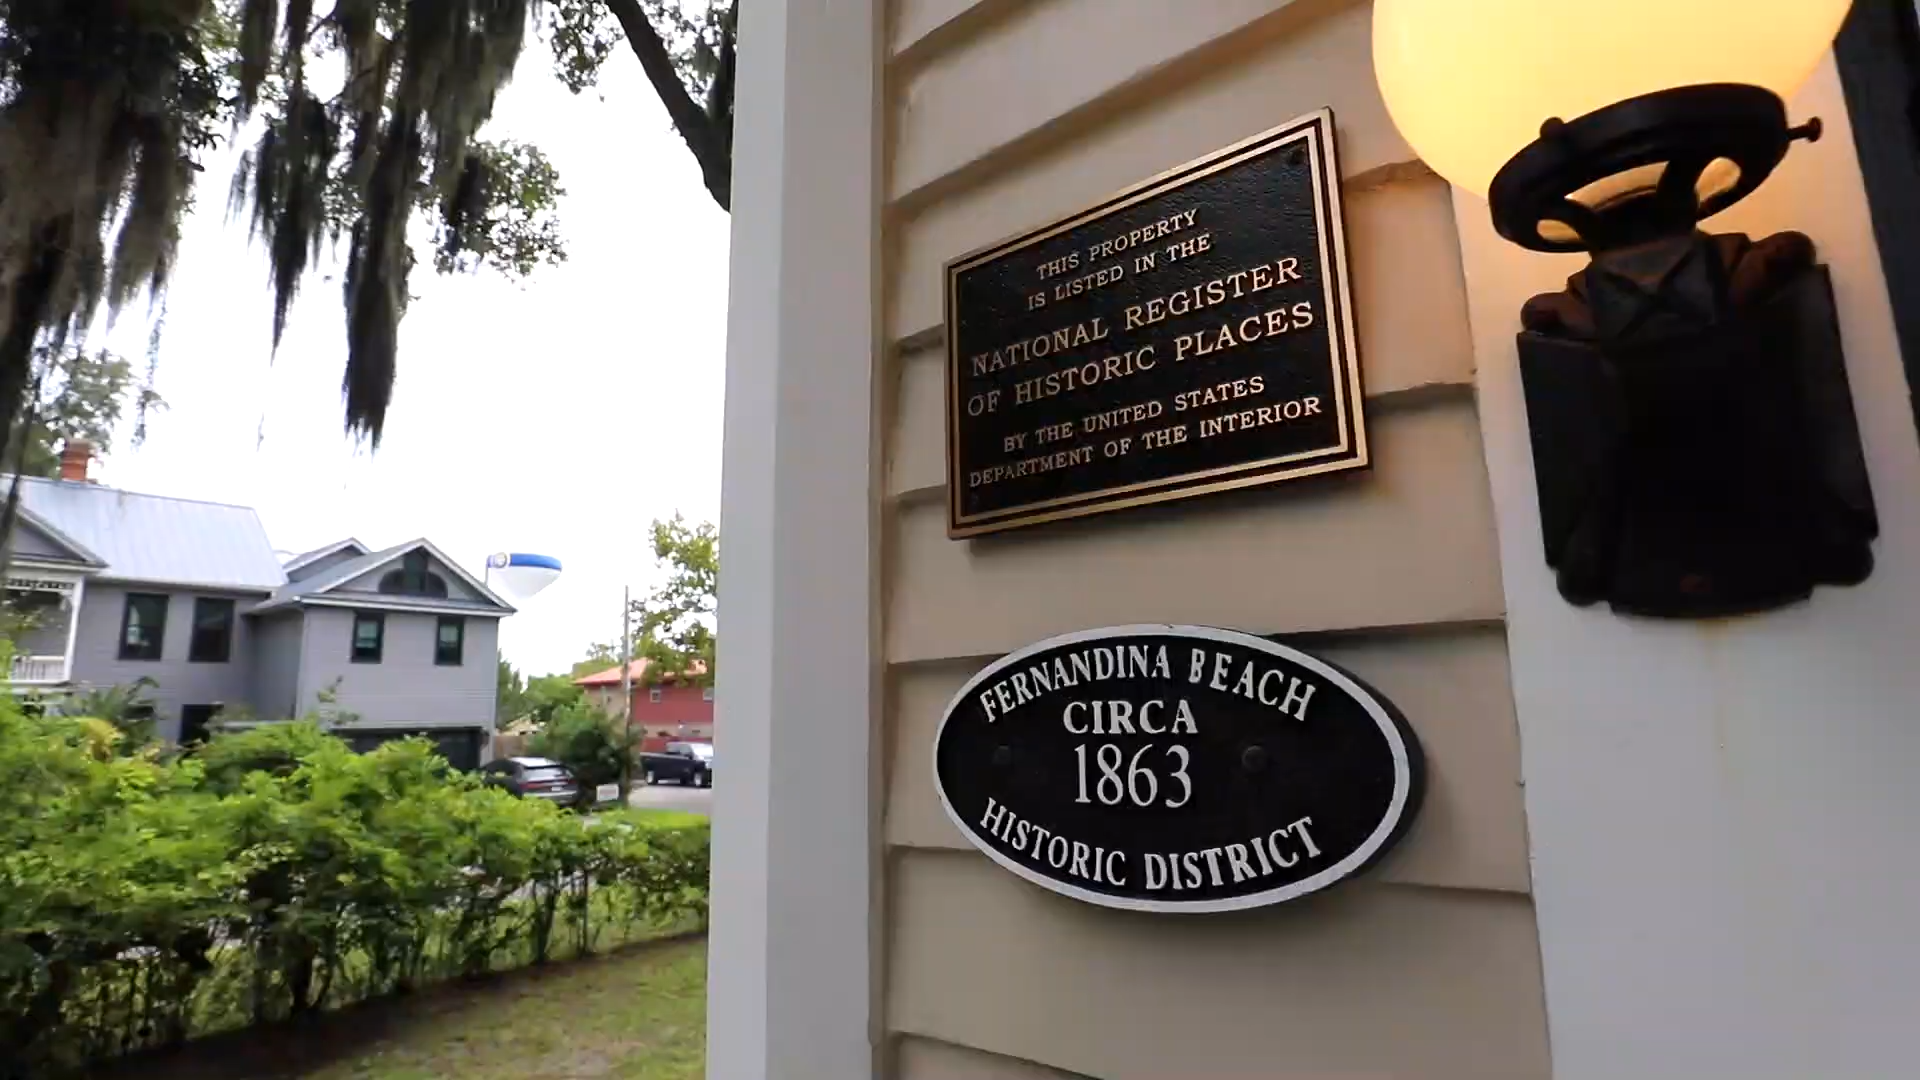 THIS PROPERTY
IS LISTED IN THE
NATIONAL REGISTER
OF HISTORIC PLACES
BY THE UNITED STATES
DEPARTMENT OF THE INTERIOR
FERNANDINA BEACH
CIRCA
1863
HISTORIC DISTRICT